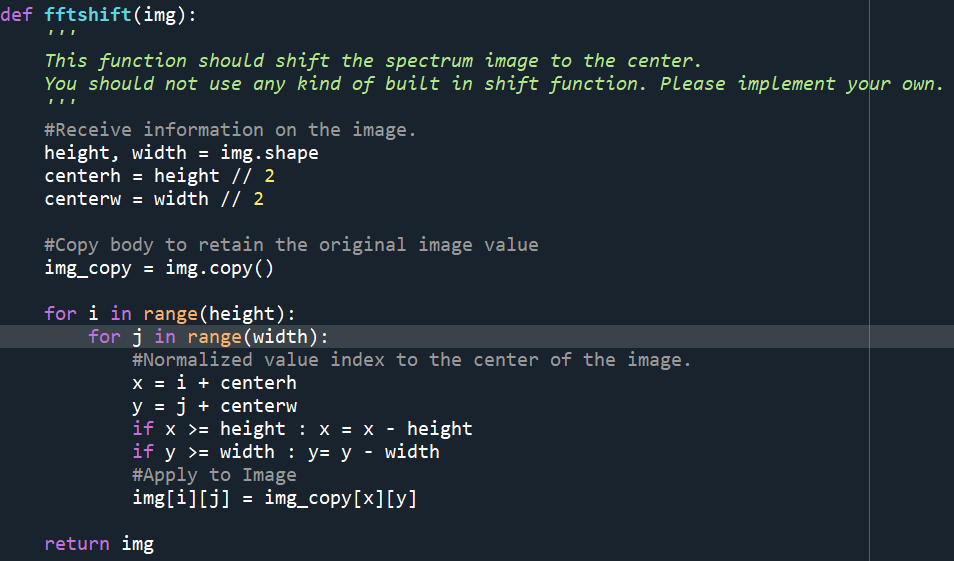 def fftshift(img):
    '''
    This function should shift the spectrum image to the center.
    You should not use any kind of built in shift function. Please implement your own.
    '''
    #Receive information on the image.
    height, width = img.shape
    centerh = height // 2
    centerw = width // 2
    #Copy body to retain the original image value
    img_copy = img.copy()
    for i in range(height):
        for j in range(width):
            #Normalized value index to the center of the image.
            x = i + centerh
            y = j + centerw
            if x >= height : x = x - height
            if y >= width : y= y - width
            #Apply to Image
            img[i][j] = img_copy[x][y]
    return img